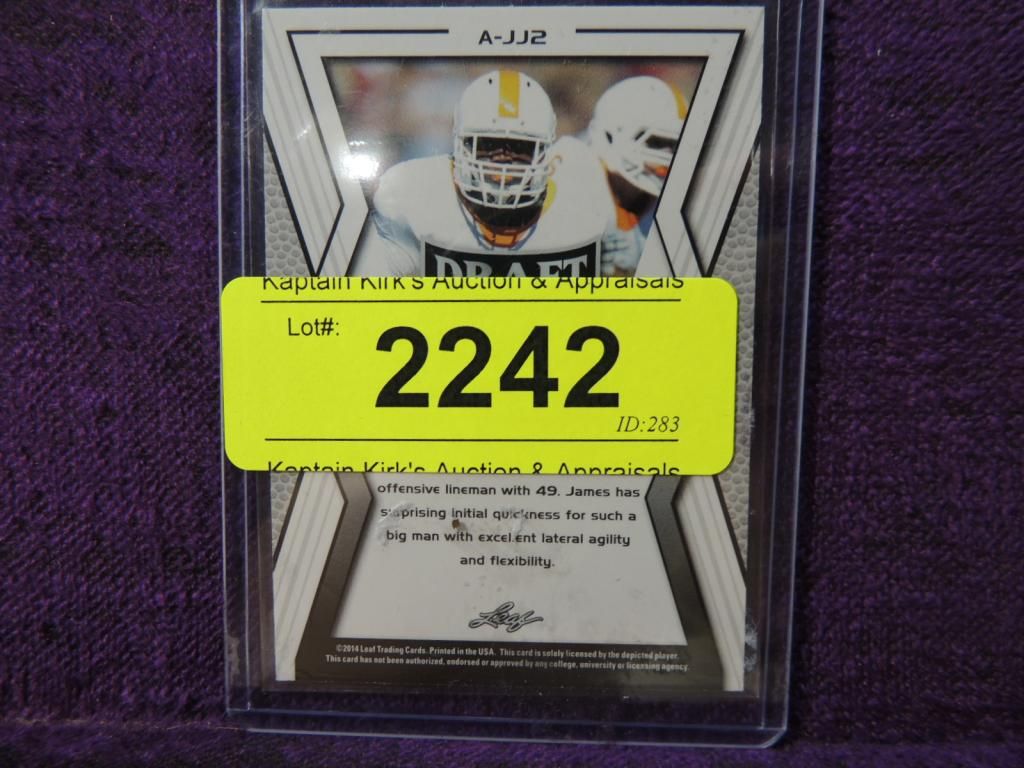 A-JJ2
DRAFT
Kaptain Kirk's Auction & Appraisals
Lot#:
2242
ID:283
Kaptain Kirk's Auction & Appraisals
offensive lineman with 49. James has
surprising initial quickness for such a
big man with excellent lateral agility
and flexibility.
Leaf
©2014 Leaf Trading Cards. Printed in the USA. This card is solely licensed by the depicted player.
This card has not been authorized, endorsed or approved by any college, university or licensing agency.